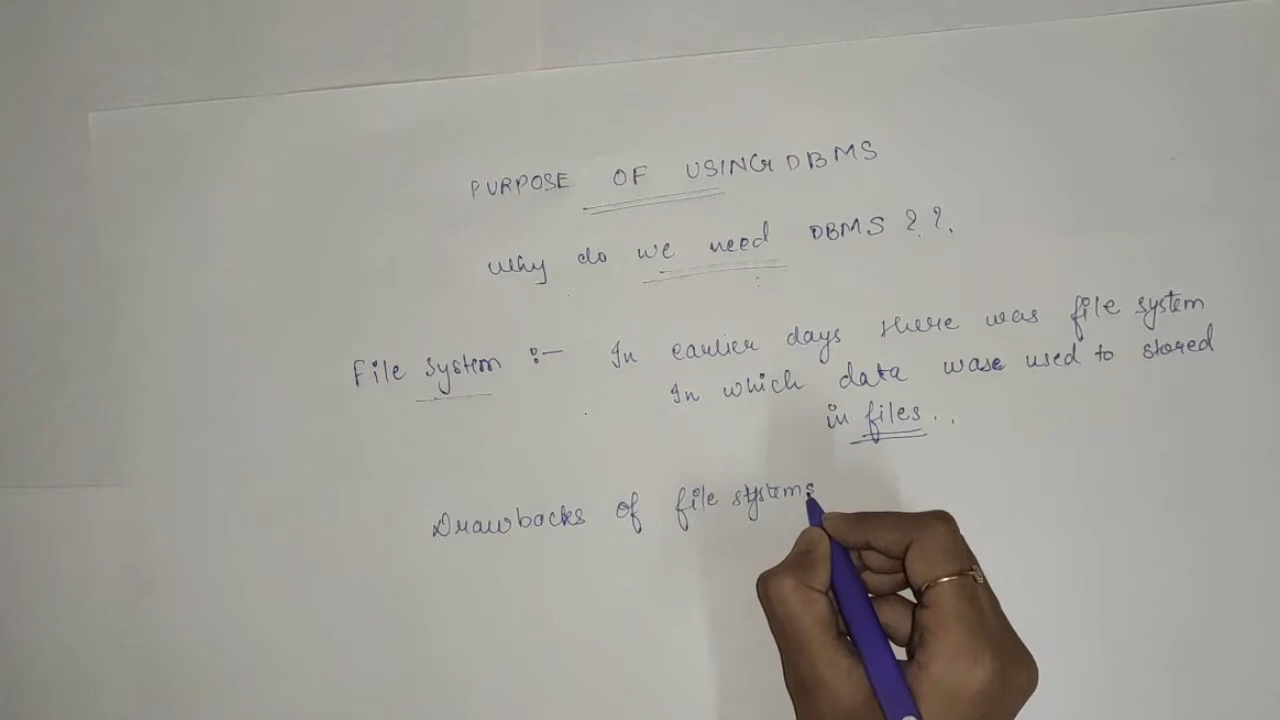 PURPOSE OF USING DBMS
Why do we need DBMS ??.
File system :- In earlier days there was file system
In which data wase used to stored
in files . .
Drawbacks of file systems